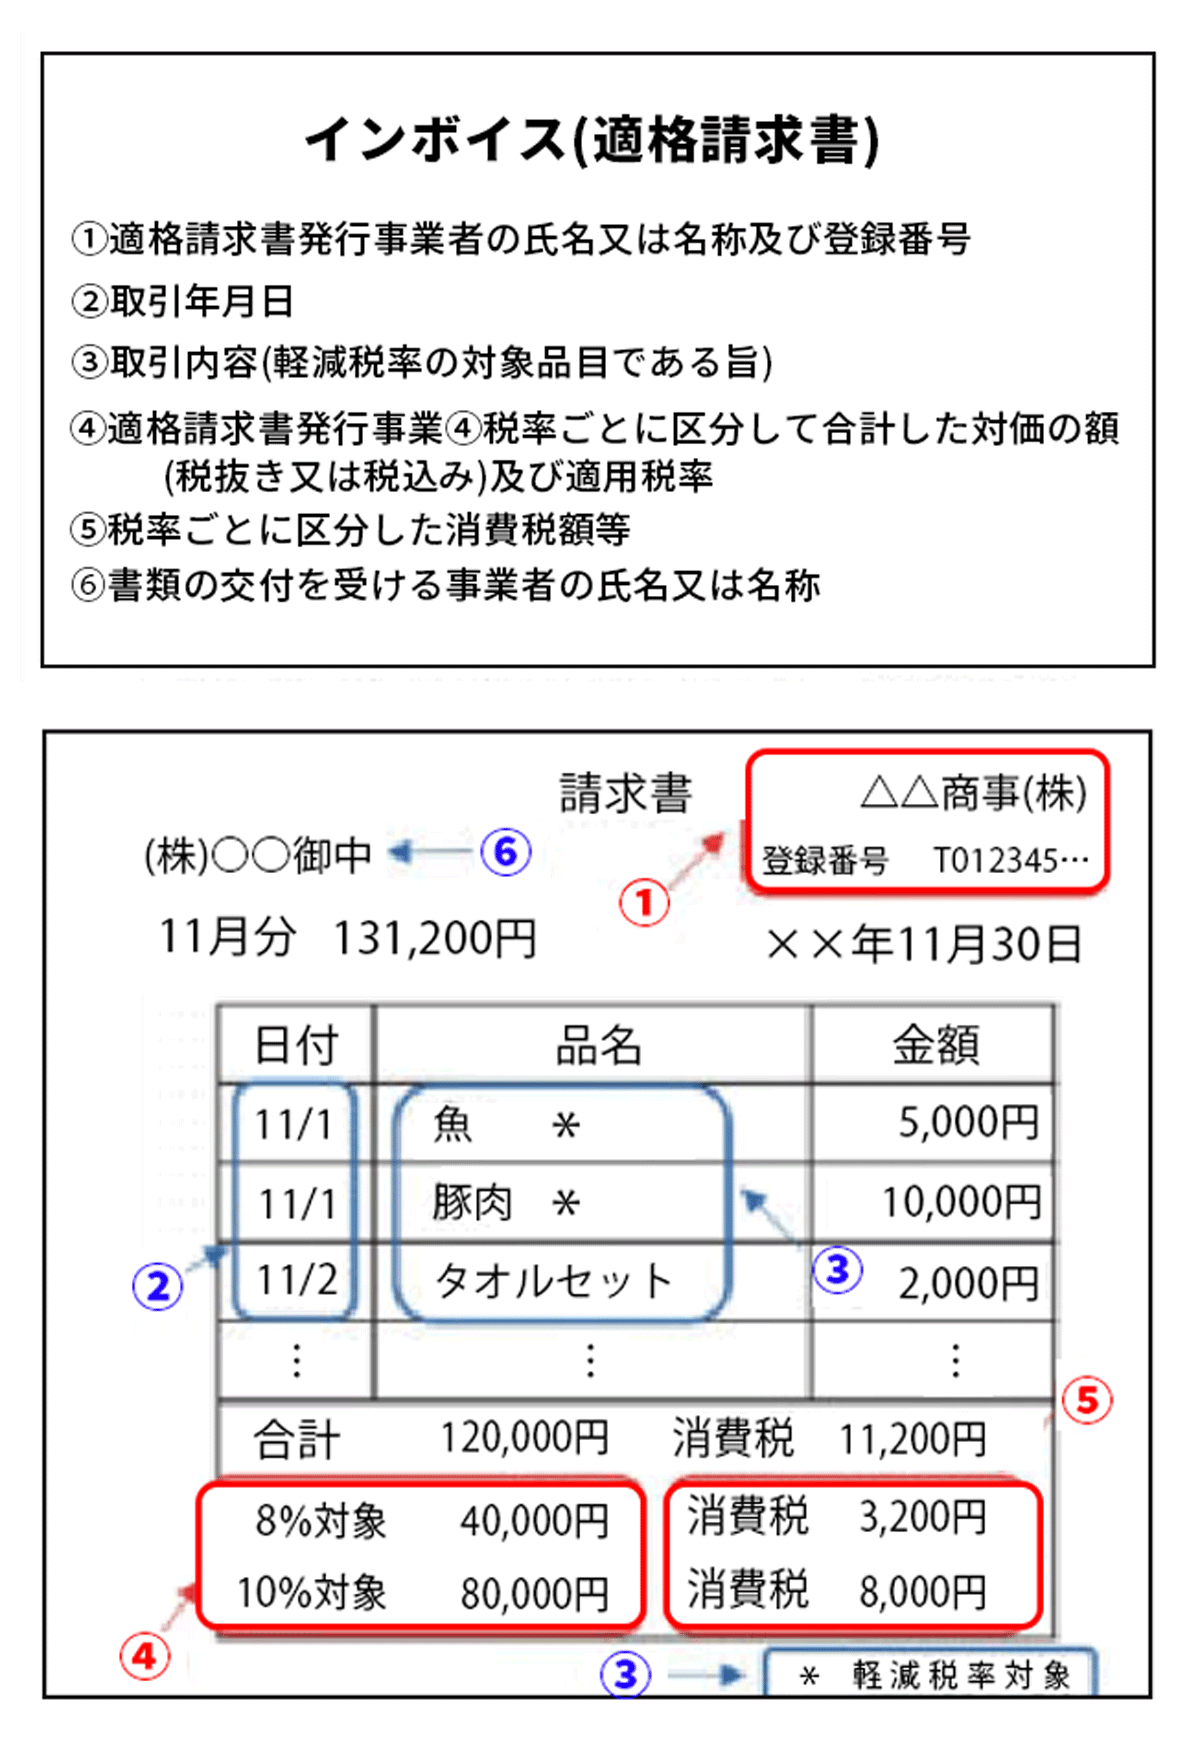 インボイス(適格請求書)
①適格請求書発行事業者の氏名又は名称及び登録番号
②取引年月日
③取引内容(軽減税率の対象品目である旨)
④適格請求書発行事業④税率ごとに区分して合計した対価の額
(税抜き又は税込み)及び適用税率
⑤税率ごとに区分した消費税額等
⑥書類の交付を受ける事業者の氏名又は名称
請求書
△△商事(株)
(株)○○御中 ⑥
登録番号 T012345…
①
11月分 131,200円
××年11月30日
日付 品名 金額
11/1 魚 * 5,000円
11/1 豚肉 * 10,000円
② 11/2 タオルセット ③ 2,000円
⋮ ⋮ ⋮
⑤
合計 120,000円 消費税 11,200円
8%対象 40,000円 消費税 3,200円
10%対象 80,000円 消費税 8,000円
④
③ * 軽減税率対象